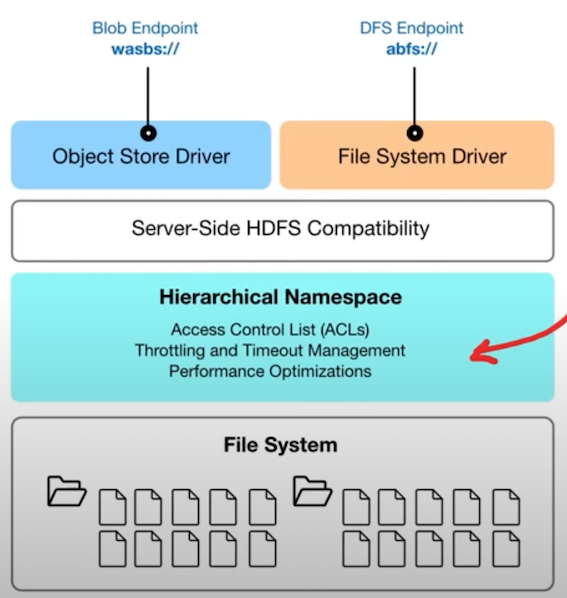 Blob Endpoint
wasbs://
DFS Endpoint
abfs://
Object Store Driver
File System Driver
Server-Side HDFS Compatibility
Hierarchical Namespace
Access Control List (ACLs)
Throttling and Timeout Management
Performance Optimizations
File System